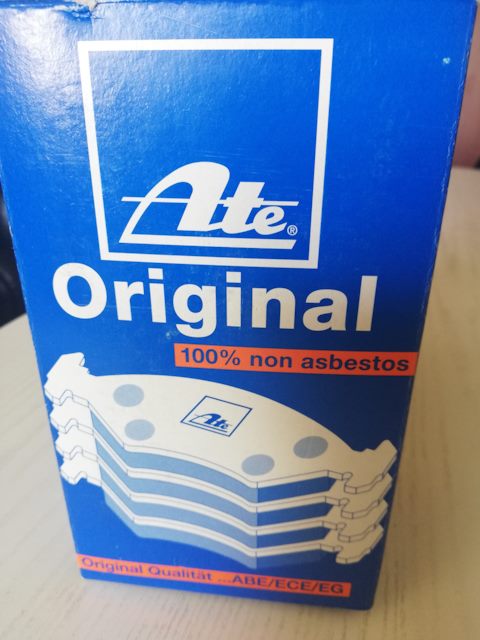 Ate®
Original
100% non asbestos
Ate
Original Qualität ...ABE/ECE/EG